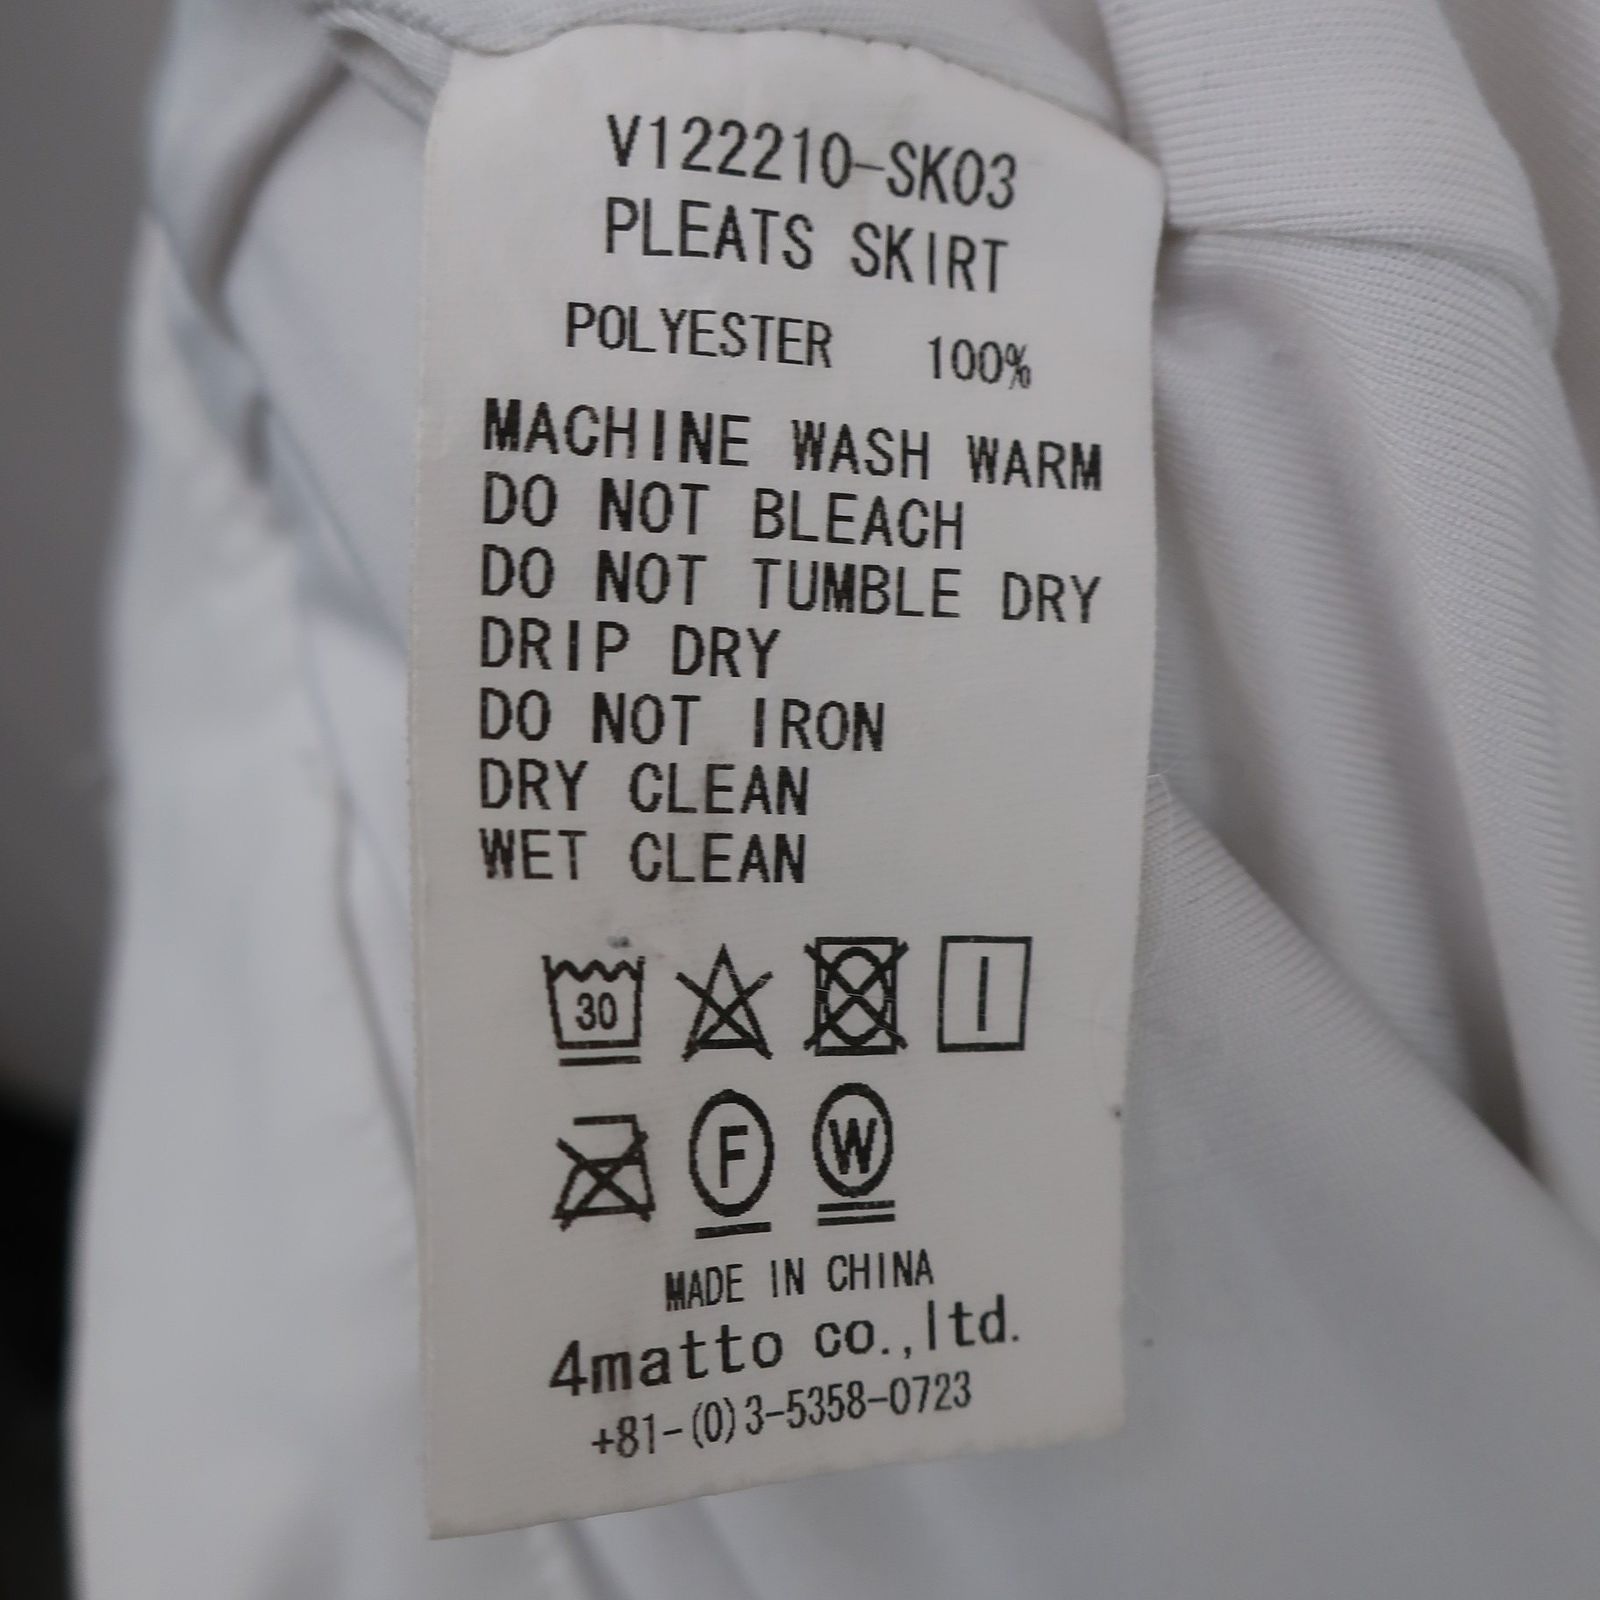 V122210-SK03
PLEATS SKIRT
POLYESTER 100%
MACHINE WASH WARM
DO NOT BLEACH
DO NOT TUMBLE DRY
DRIP DRY
DO NOT IRON
DRY CLEAN
WET CLEAN
30
F W
MADE IN CHINA
4matto co.,ltd.
+81-(0)3-5358-0723